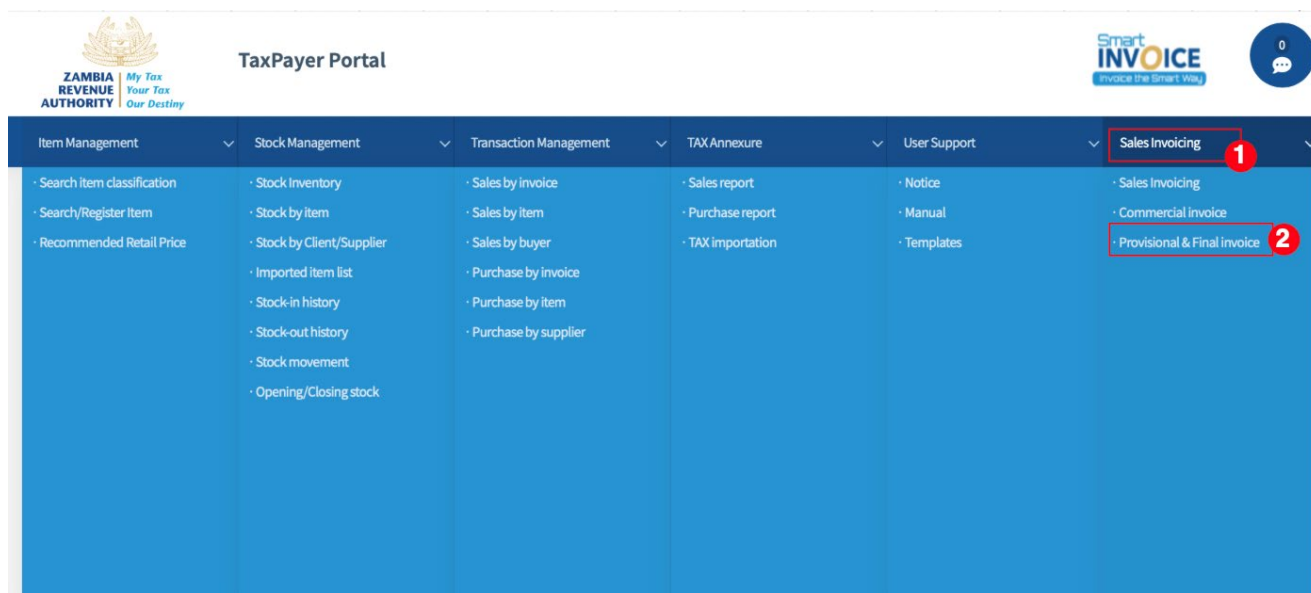 ZAMBIA
REVENUE
AUTHORITY
My Tax
Your Tax
Our Destiny
TaxPayer Portal
Smart
INVOICE
Invoice the Smart Way
0
Item Management
Stock Management
Transaction Management
TAX Annexure
User Support
Sales Invoicing
1
· Search item classification
· Search/Register Item
· Recommended Retail Price
· Stock Inventory
· Stock by item
· Stock by Client/Supplier
· Imported item list
· Stock-in history
· Stock-out history
· Stock movement
· Opening/Closing stock
· Sales by invoice
· Sales by item
· Sales by buyer
· Purchase by invoice
· Purchase by item
· Purchase by supplier
· Sales report
· Purchase report
· TAX importation
· Notice
· Manual
· Templates
· Sales Invoicing
· Commercial invoice
· Provisional & Final invoice
2